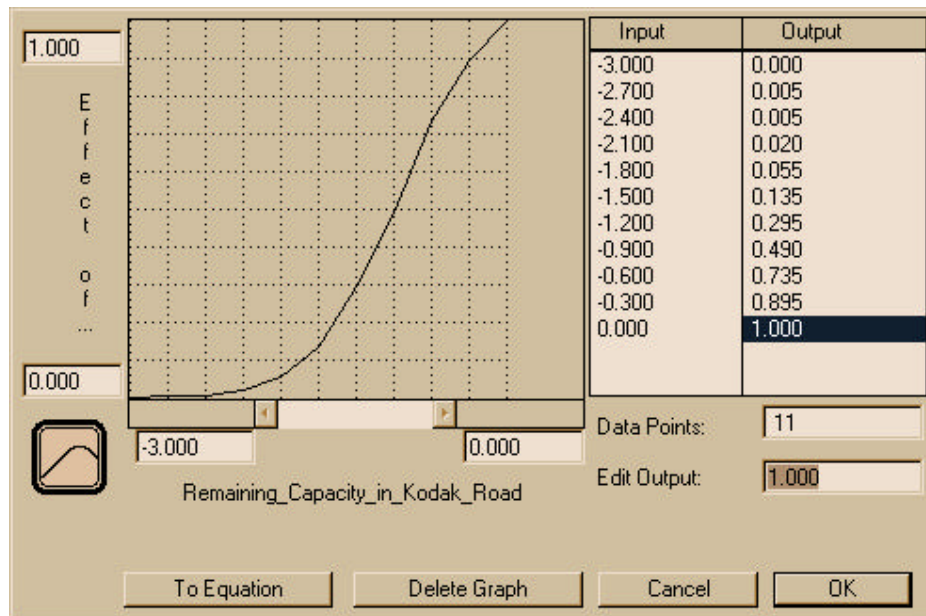 1.000
Effect of ...
0.000
-3.000
0.000
Remaining_Capacity_in_Kodak_Road
Input Output
-3.000 0.000
-2.700 0.005
-2.400 0.005
-2.100 0.020
-1.800 0.055
-1.500 0.135
-1.200 0.295
-0.900 0.490
-0.600 0.735
-0.300 0.895
0.000 1.000
Data Points: 11
Edit Output: 1.000
To Equation
Delete Graph
Cancel
OK